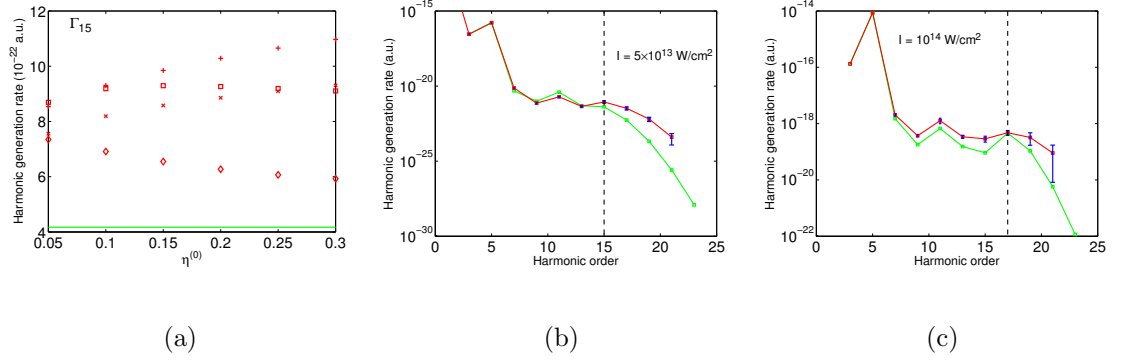 12
10
8
6
4
0.05
0.1
0.15
0.2
0.25
0.3
Γ₁₅
Harmonic generation rate (10⁻²² a.u.)
η⁽⁰⁾
(a)
10⁻¹⁵
10⁻²⁰
10⁻²⁵
10⁻³⁰
0
5
10
15
20
25
I = 5×10¹³ W/cm²
Harmonic generation rate (a.u.)
Harmonic order
(b)
10⁻¹⁴
10⁻¹⁶
10⁻¹⁸
10⁻²⁰
10⁻²²
0
5
10
15
20
25
I = 10¹⁴ W/cm²
Harmonic generation rate (a.u.)
Harmonic order
(c)